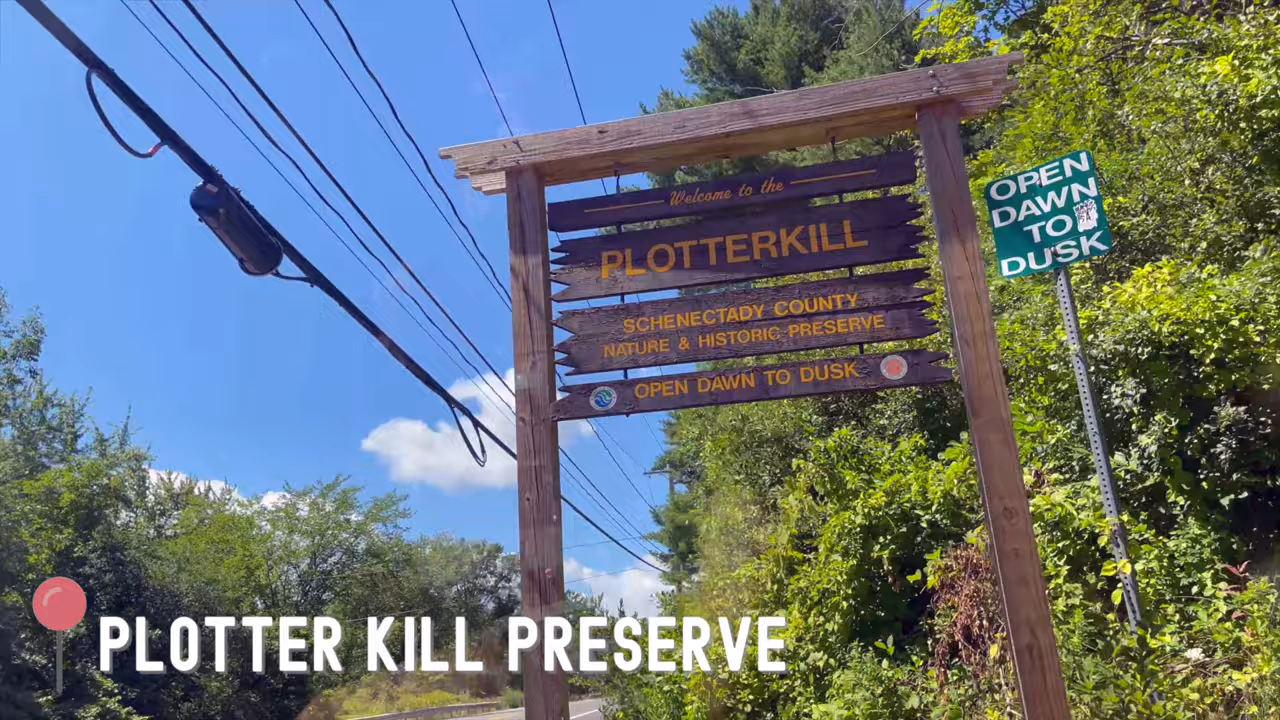 Welcome to the
PLOTTERKILL
SCHENECTADY COUNTY
NATURE & HISTORIC PRESERVE
OPEN DAWN TO DUSK
OPEN
DAWN
TO
DUSK
PLOTTER KILL PRESERVE